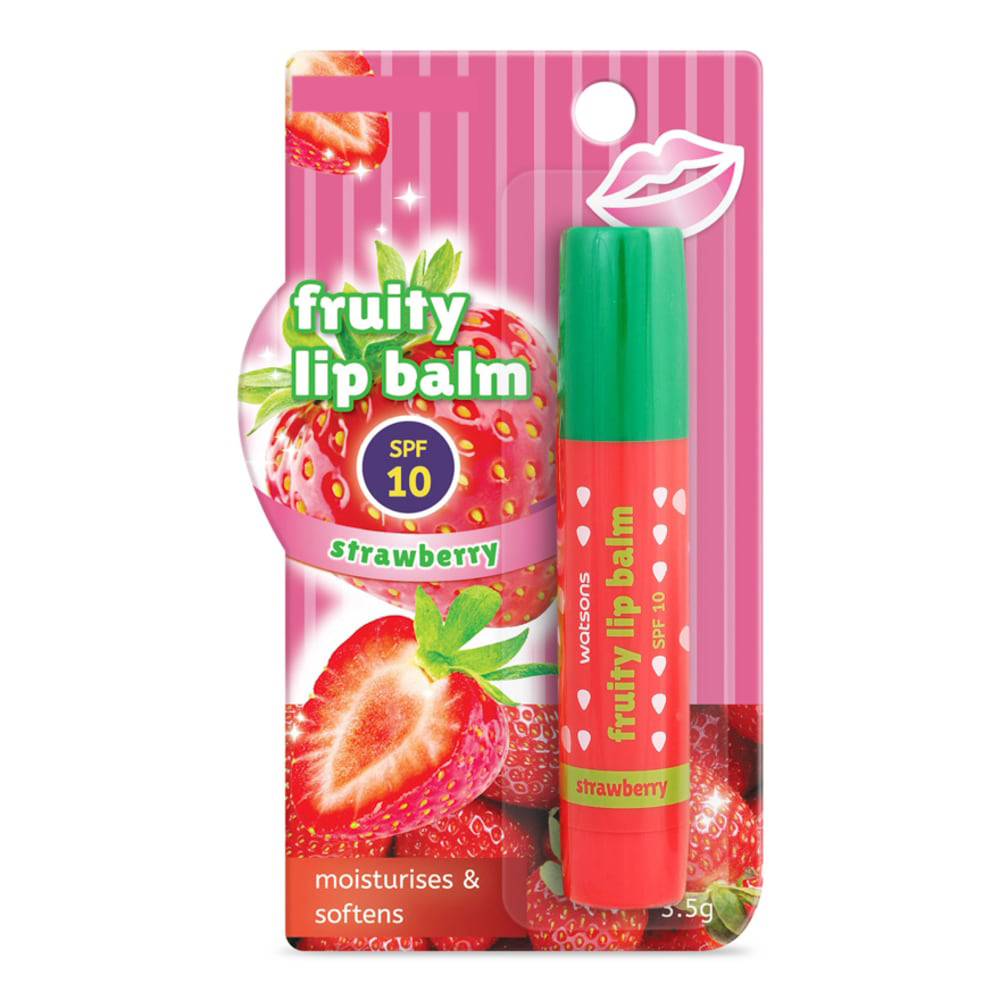 fruity
lip balm
SPF
10
strawberry
watsons
fruity lip balm
SPF 10
strawberry
moisturises &
softens
3.5g